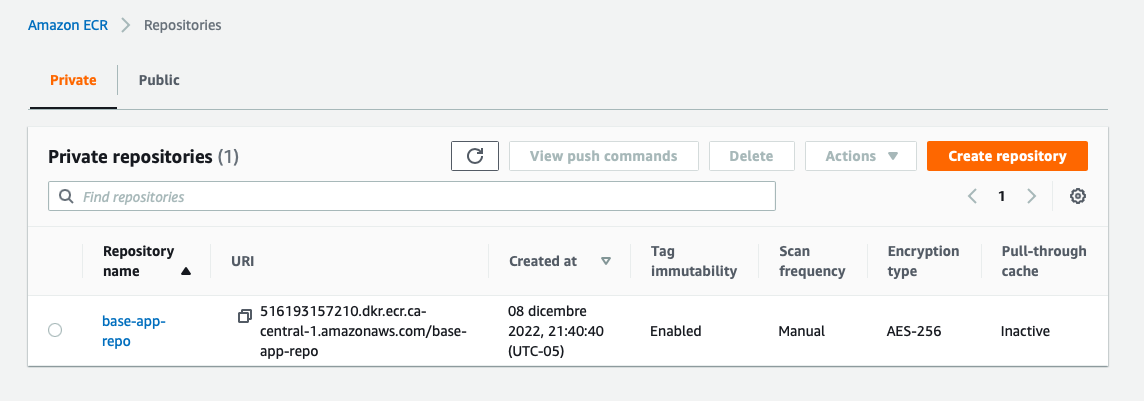 Amazon ECR > Repositories
Private
Public
Private repositories (1)
View push commands
Delete
Actions
Create repository
Find repositories
1
Repository
name
URI
Created at
Tag
immutability
Scan
frequency
Encryption
type
Pull-through
cache
base-app-
repo
516193157210.dkr.ecr.ca-
central-1.amazonaws.com/base-
app-repo
08 dicembre
2022, 21:40:40
(UTC-05)
Enabled
Manual
AES-256
Inactive